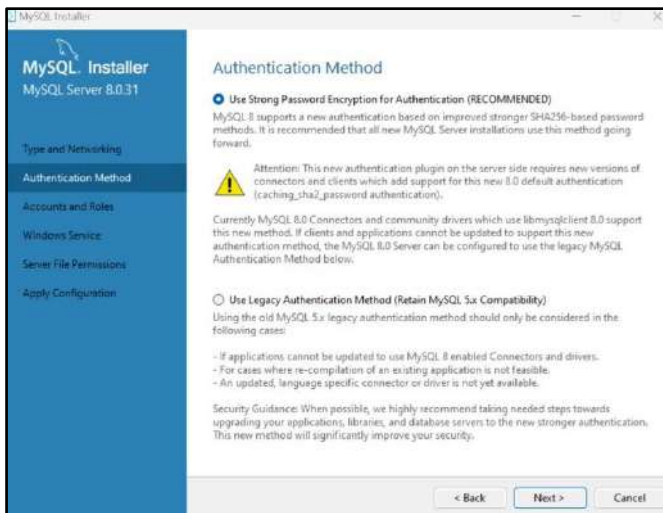 MySQL Installer
MySQL. Installer
MySQL Server 8.0.31
Type and Networking
Authentication Method
Accounts and Roles
Windows Service
Server File Permissions
Apply Configuration
Authentication Method
Use Strong Password Encryption for Authentication (RECOMMENDED)
MySQL 8 supports a new authentication based on improved stronger SHA256-based password
methods. It is recommended that all new MySQL Server installations use this method going
forward.
Attention: This new authentication plugin on the server side requires new versions of
connectors and clients which add support for this new 8.0 default authentication
(caching_sha2_password authentication).
Currently MySQL 8.0 Connectors and community drivers which use libmysqlclient 8.0 support
this new method. If clients and applications cannot be updated to support this new
authentication method, the MySQL 8.0 Server can be configured to use the legacy MySQL
Authentication Method below.
Use Legacy Authentication Method (Retain MySQL 5.x Compatibility)
Using the old MySQL 5.x legacy authentication method should only be considered in the
following cases:
- If applications cannot be updated to use MySQL 8 enabled Connectors and drivers.
- For cases where re-compilation of an existing application is not feasible.
- An updated, language specific connector or driver is not yet available.
Security Guidance: When possible, we highly recommend taking needed steps towards
upgrading your applications, libraries, and database servers to the new stronger authentication.
This new method will significantly improve your security.
< Back
Next >
Cancel